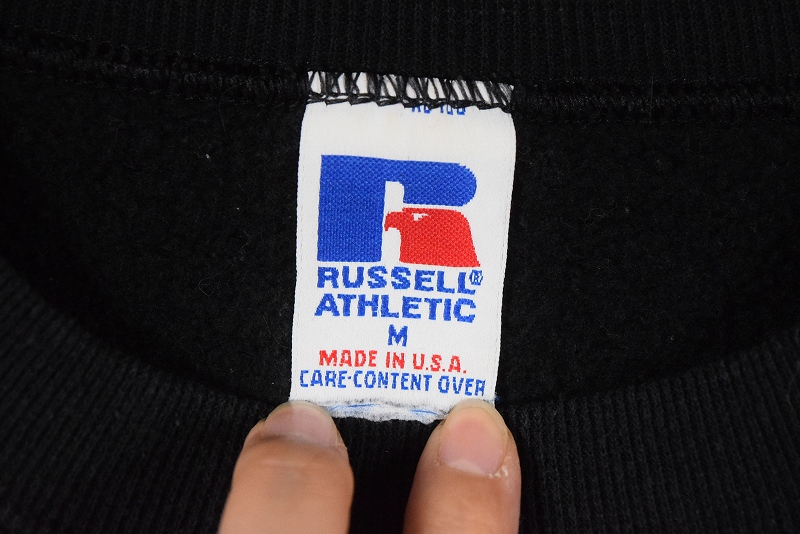 RUSSELL®
ATHLETIC
M
MADE IN U.S.A.
CARE-CONTENT OVER